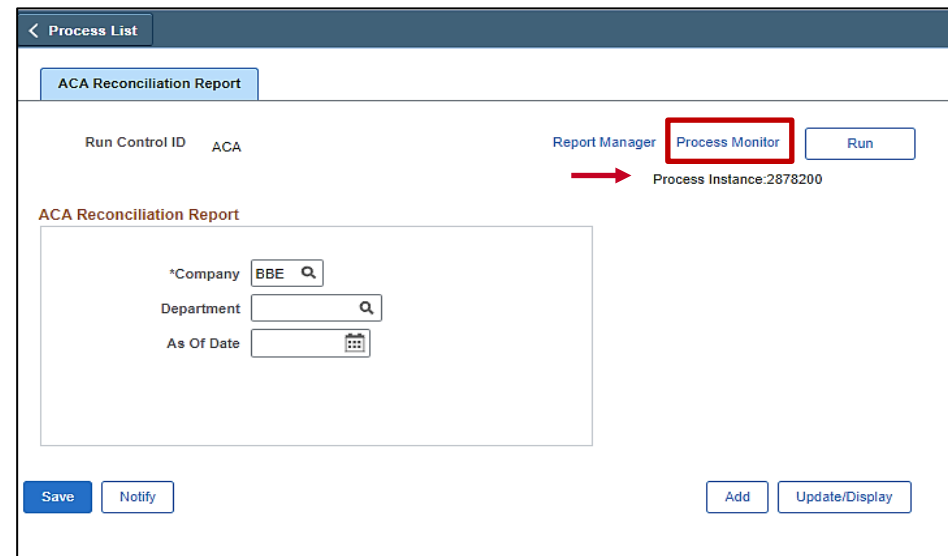 Process List
ACA Reconciliation Report
Run Control ID ACA Report Manager Process Monitor Run
Process Instance:2878200
ACA Reconciliation Report
*Company BBE
Department
As Of Date
Save Notify Add Update/Display